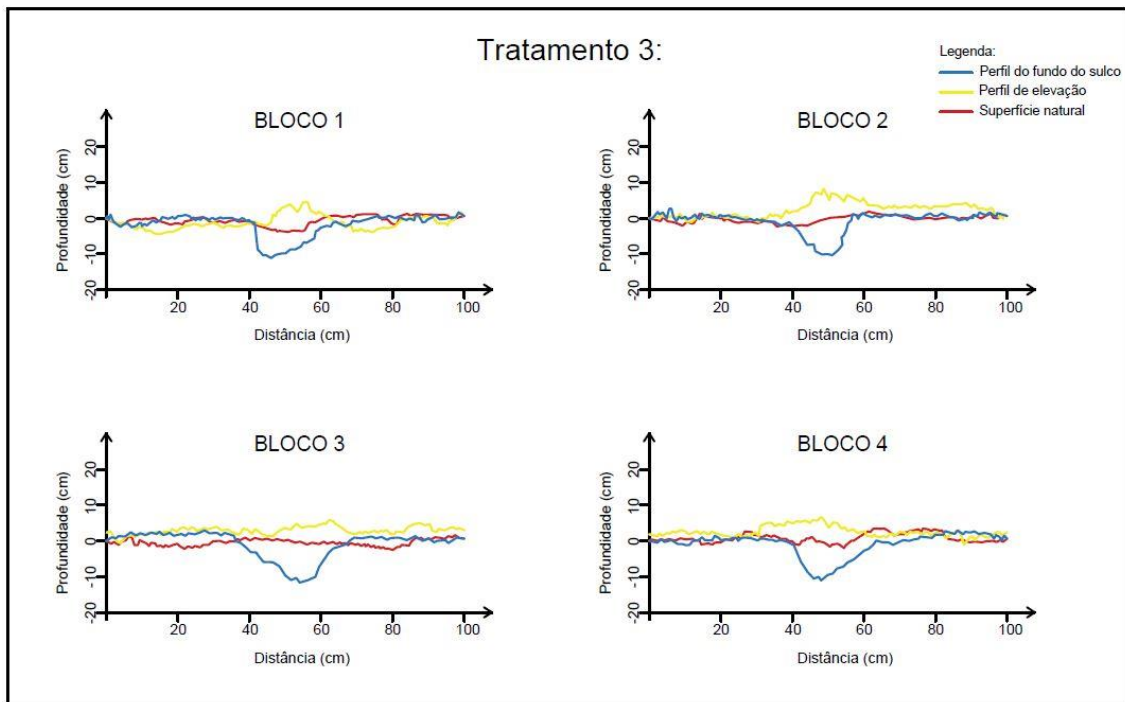 Tratamento 3:
Legenda:
Perfil do fundo do sulco
Perfil de elevação
Superfície natural
BLOCO 1
Profundidade (cm)
20
10
0
-10
-20
20
40
60
80
100
Distância (cm)
BLOCO 2
Profundidade (cm)
20
10
0
-10
-20
20
40
60
80
100
Distância (cm)
BLOCO 3
Profundidade (cm)
20
10
0
-10
-20
20
40
60
80
100
Distância (cm)
BLOCO 4
Profundidade (cm)
20
10
0
-10
-20
20
40
60
80
100
Distância (cm)